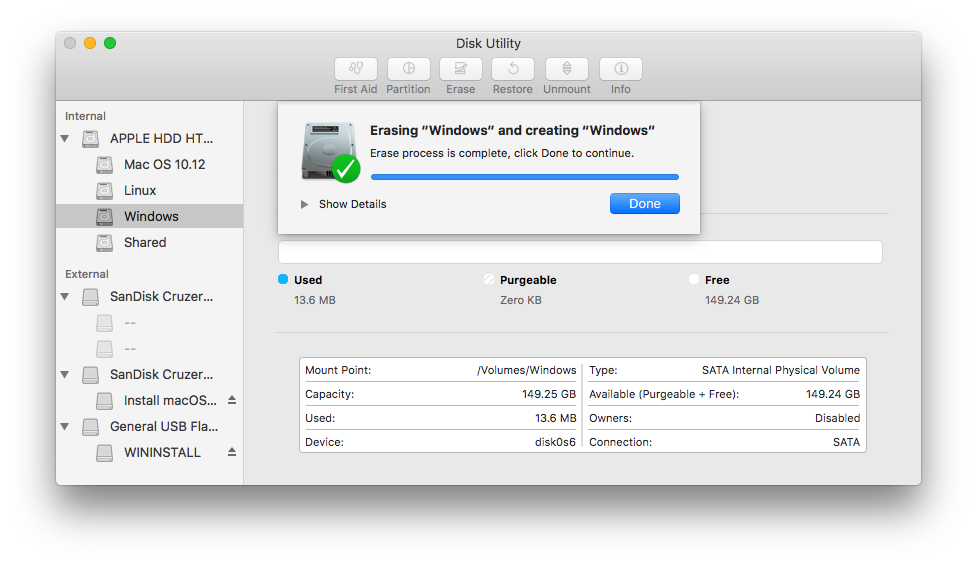 Disk Utility
First Aid Partition Erase Restore Unmount Info
Internal
APPLE HDD HT...
Mac OS 10.12
Linux
Windows
Shared
External
SanDisk Cruzer...
--
--
SanDisk Cruzer...
Install macOS...
General USB Fla...
WININSTALL
Erasing “Windows” and creating “Windows”
Erase process is complete, click Done to continue.
Show Details
Done
Used Purgeable Free
13.6 MB Zero KB 149.24 GB
Mount Point: /Volumes/Windows Type: SATA Internal Physical Volume
Capacity: 149.25 GB Available (Purgeable + Free): 149.24 GB
Used: 13.6 MB Owners: Disabled
Device: disk0s6 Connection: SATA